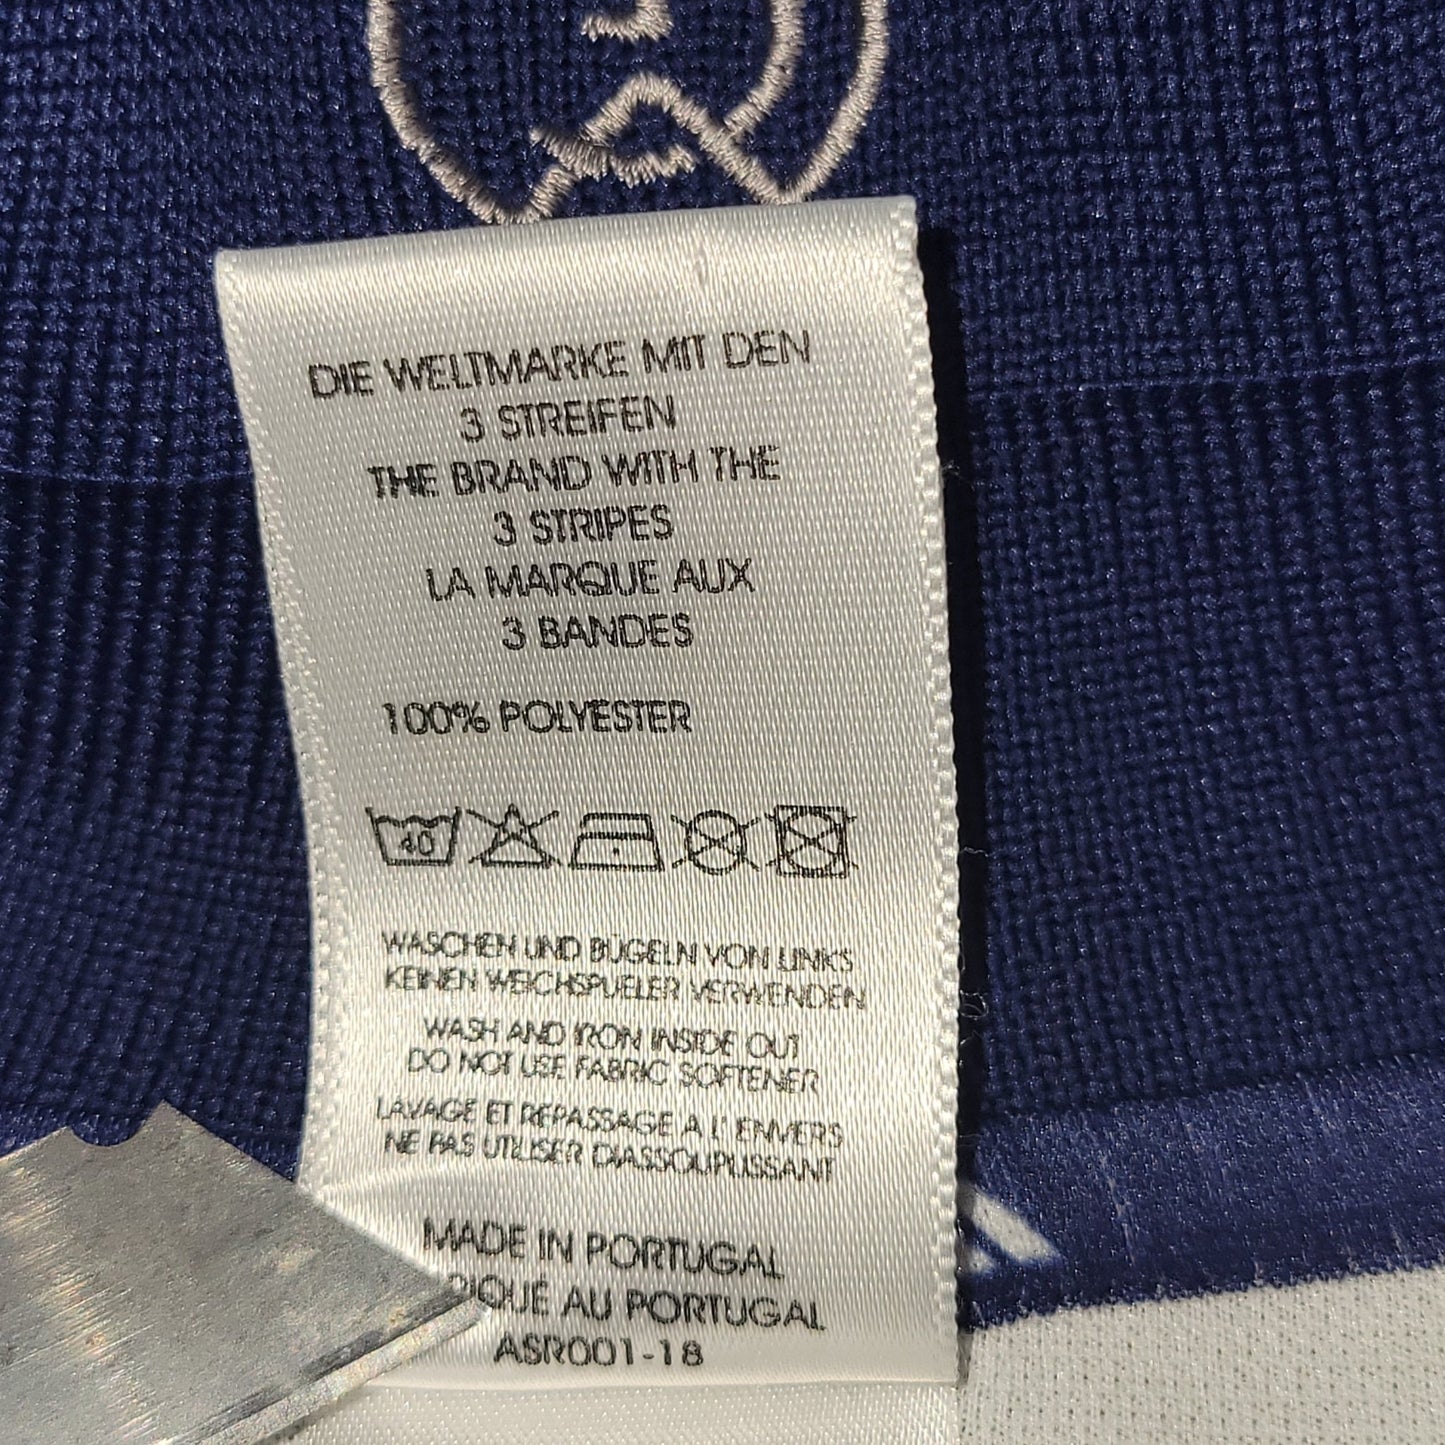 DIE WELTMARKE MIT DEN
3 STREIFEN
THE BRAND WITH THE
3 STRIPES
LA MARQUE AUX
3 BANDES
100% POLYESTER
40
WASCHEN UND BÜGELN VON LINKS
KEINEN WEICHSPUELER VERWENDEN
WASH AND IRON INSIDE OUT
DO NOT USE FABRIC SOFTENER
LAVAGE ET REPASSAGE A L'ENVERS
NE PAS UTILISER D'ASSOUPLISSANT
MADE IN PORTUGAL
AU PORTUGAL
ASR001-18